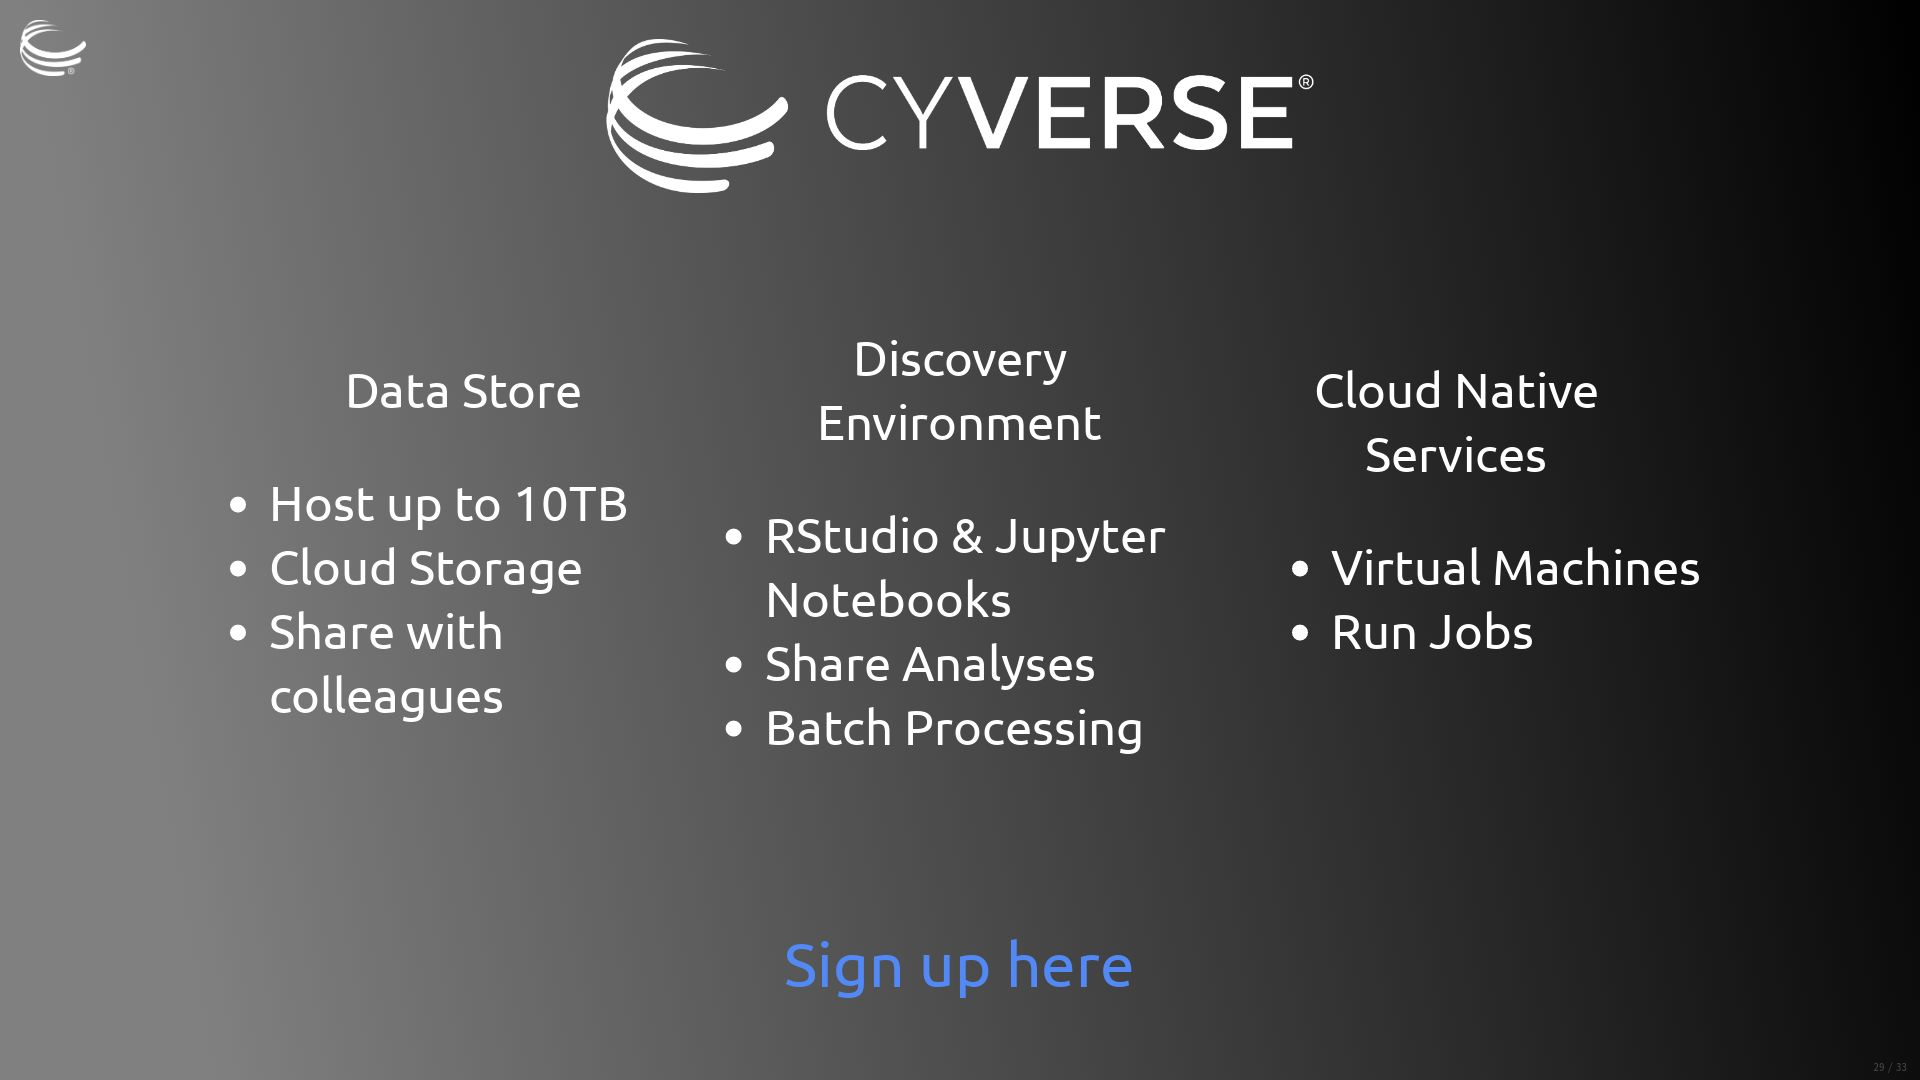 CYVERSE®
Data Store
• Host up to 10TB
• Cloud Storage
• Share with
colleagues
Discovery
Environment
• RStudio & Jupyter
Notebooks
• Share Analyses
• Batch Processing
Cloud Native
Services
• Virtual Machines
• Run Jobs
Sign up here
29 / 33